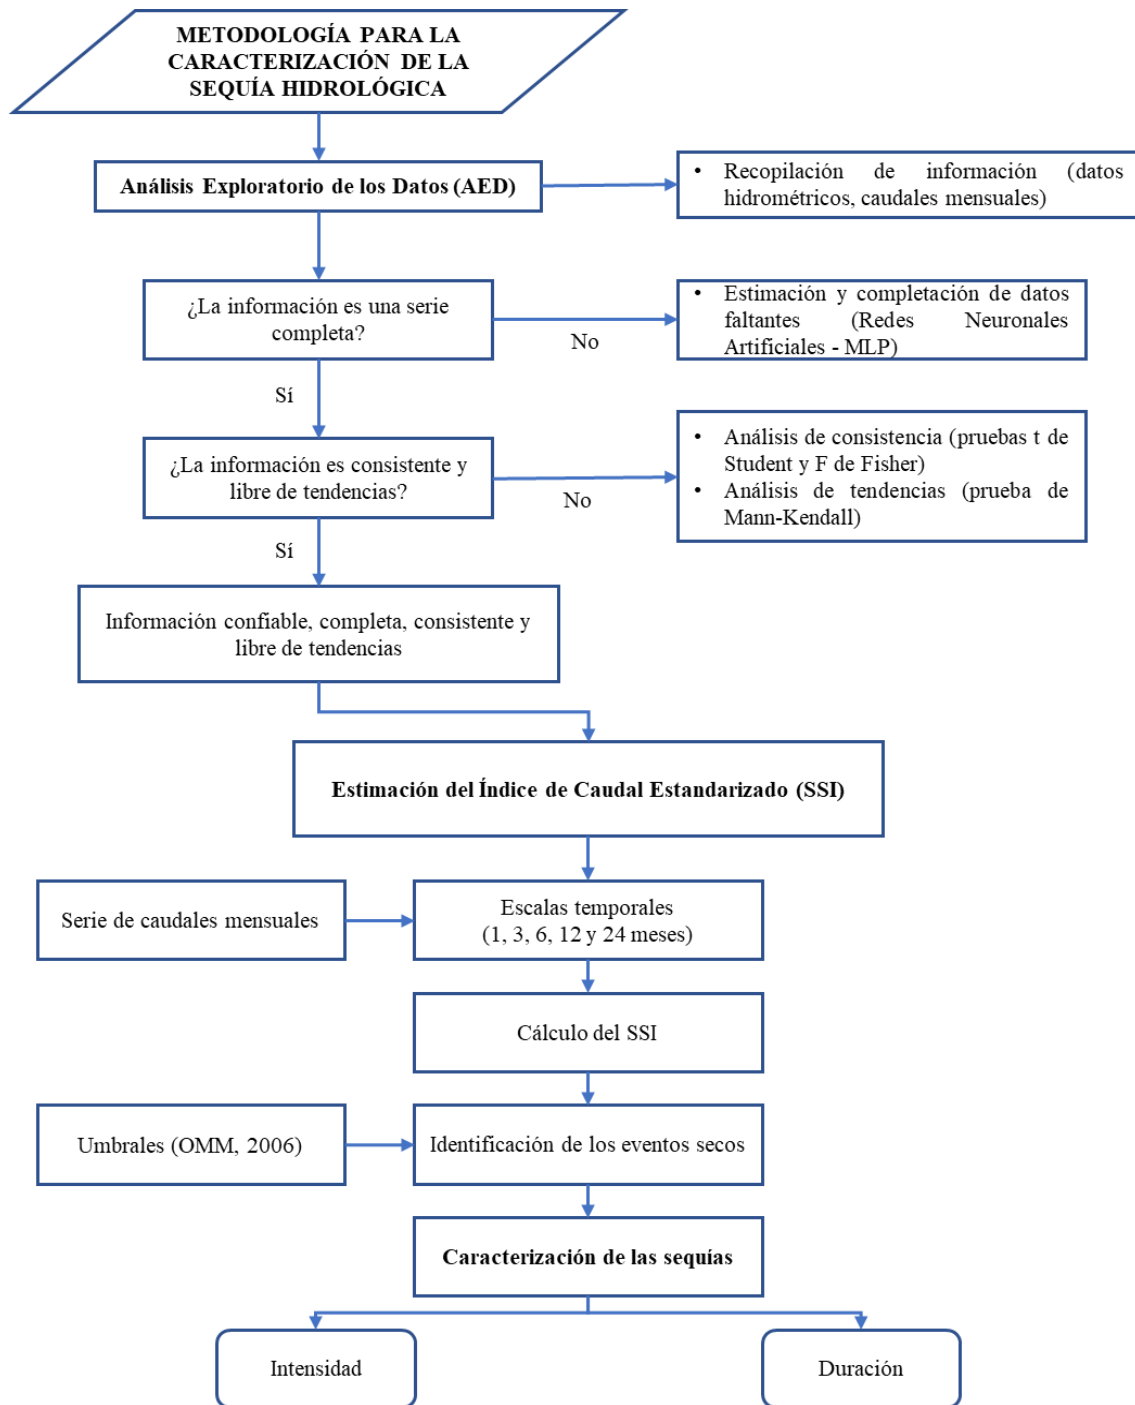 METODOLOGÍA PARA LA
CARACTERIZACIÓN DE LA
SEQUÍA HIDROLÓGICA
Análisis Exploratorio de los Datos (AED)
• Recopilación de información (datos
hidrométricos, caudales mensuales)
¿La información es una serie
completa?
No
• Estimación y completación de datos
faltantes (Redes Neuronales
Artificiales - MLP)
Sí
¿La información es consistente y
libre de tendencias?
No
• Análisis de consistencia (pruebas t de
Student y F de Fisher)
• Análisis de tendencias (prueba de
Mann-Kendall)
Sí
Información confiable, completa, consistente y
libre de tendencias
Estimación del Índice de Caudal Estandarizado (SSI)
Serie de caudales mensuales
Escalas temporales
(1, 3, 6, 12 y 24 meses)
Cálculo del SSI
Umbrales (OMM, 2006)
Identificación de los eventos secos
Caracterización de las sequías
Intensidad
Duración